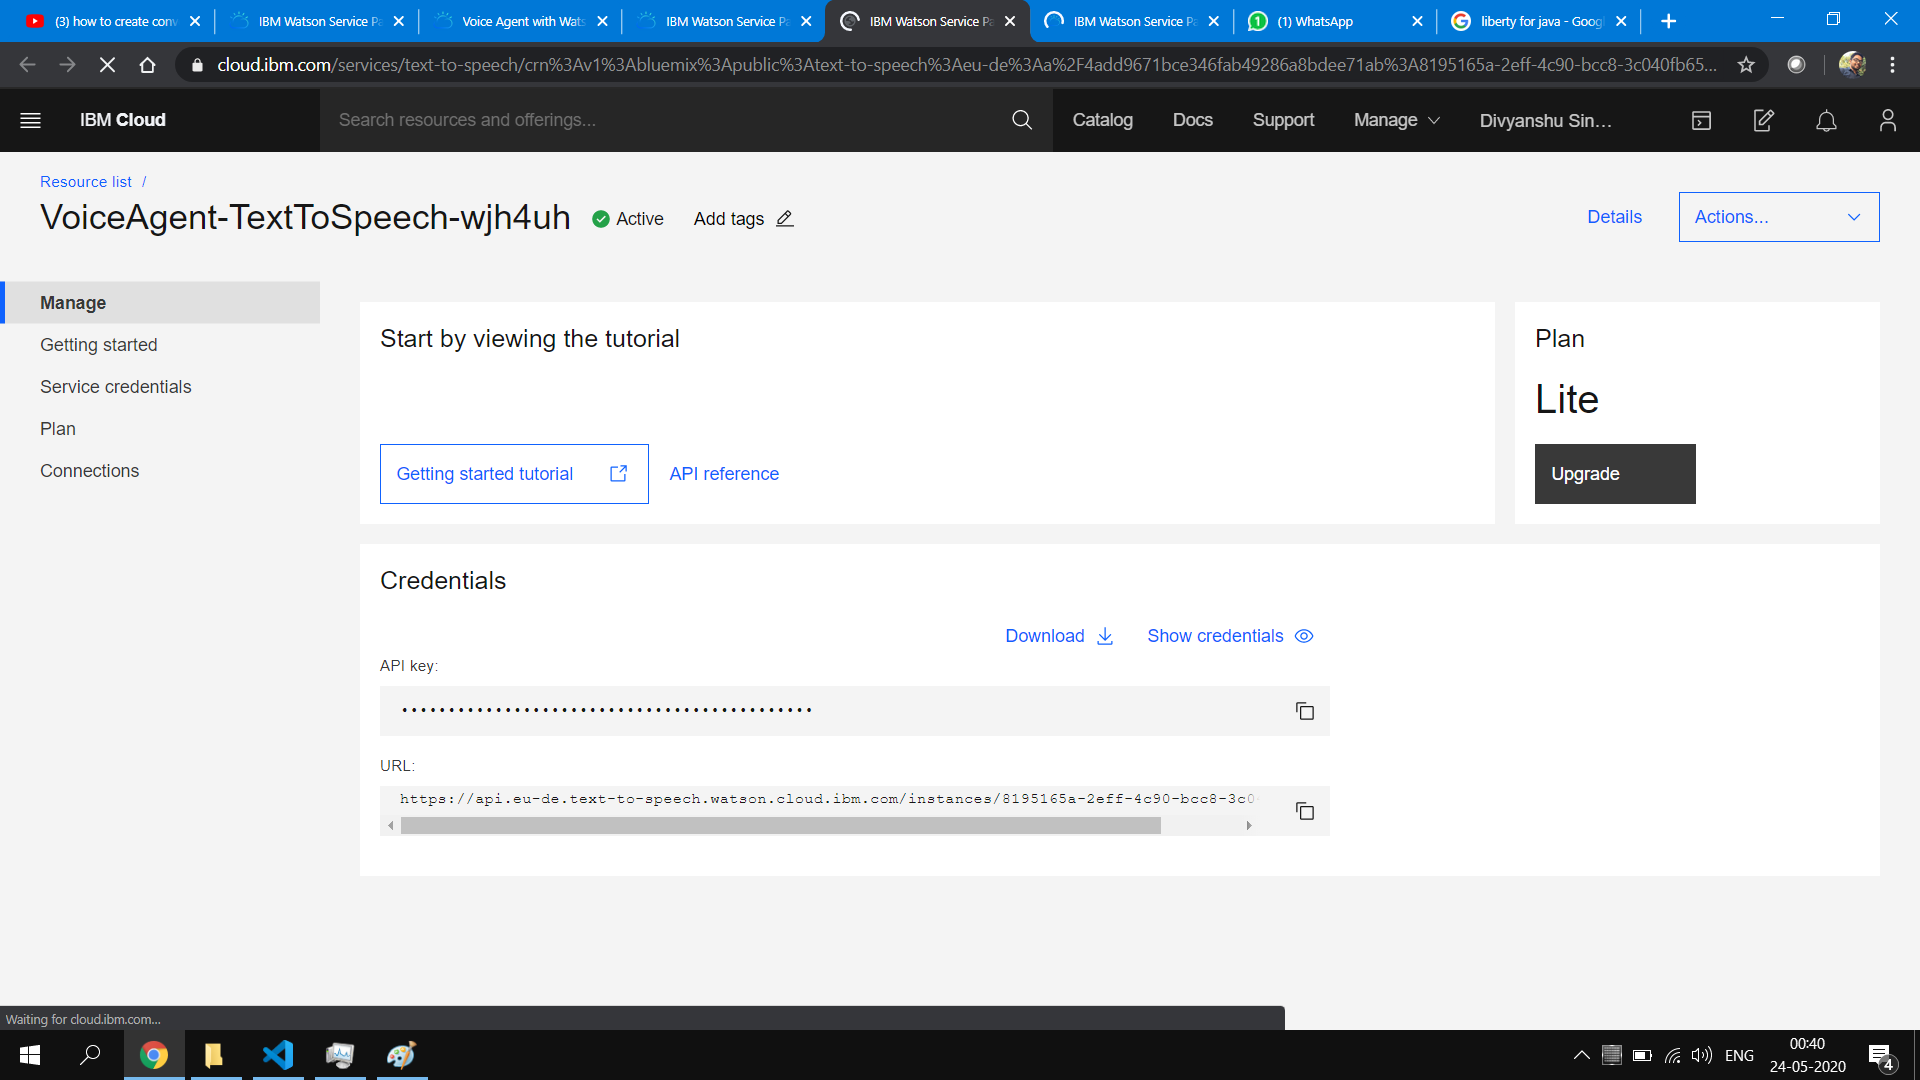 (3) how to create conv
IBM Watson Service Pa
Voice Agent with Wats
IBM Watson Service Pa
IBM Watson Service Pa
IBM Watson Service Pa
(1) WhatsApp
liberty for java - Googl
cloud.ibm.com/services/text-to-speech/crn%3Av1%3Abluemix%3Apublic%3Atext-to-speech%3Aeu-de%3Aa%2F4add9671bce346fab49286a8bdee71ab%3A8195165a-2eff-4c90-bcc8-3c040fb65...
IBM Cloud
Search resources and offerings...
Catalog
Docs
Support
Manage
Divyanshu Sin...
Resource list /
VoiceAgent-TextToSpeech-wjh4uh
Active
Add tags
Details
Actions...
Manage
Getting started
Service credentials
Plan
Connections
Start by viewing the tutorial
Getting started tutorial
API reference
Plan
Lite
Upgrade
Credentials
Download
Show credentials
API key:
••••••••••••••••••••••••••••••••••••••••••••
URL:
https://api.eu-de.text-to-speech.watson.cloud.ibm.com/instances/8195165a-2eff-4c90-bcc8-3c0
Waiting for cloud.ibm.com...
ENG
00:40
24-05-2020
4